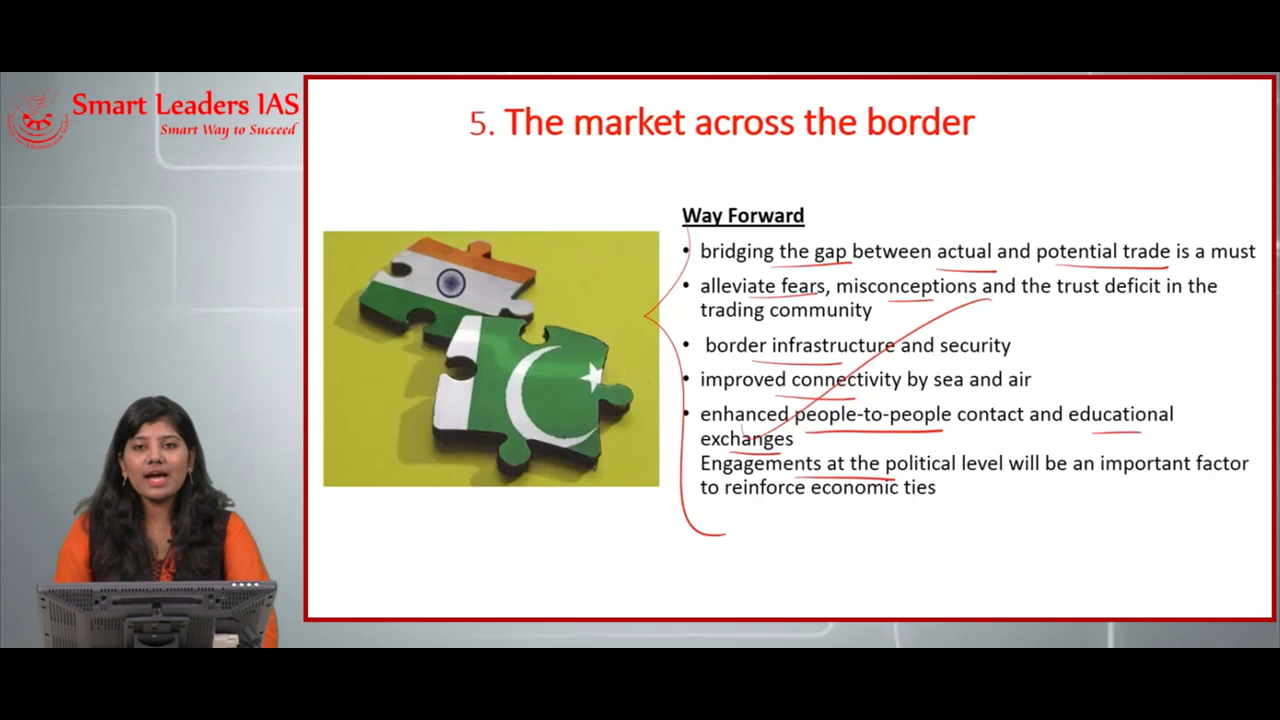 Smart Leaders IAS
Smart Way to Succeed
5. The market across the border
Way Forward
• bridging the gap between actual and potential trade is a must
• alleviate fears, misconceptions and the trust deficit in the
trading community
• border infrastructure and security
• improved connectivity by sea and air
• enhanced people-to-people contact and educational
exchanges
Engagements at the political level will be an important factor
to reinforce economic ties